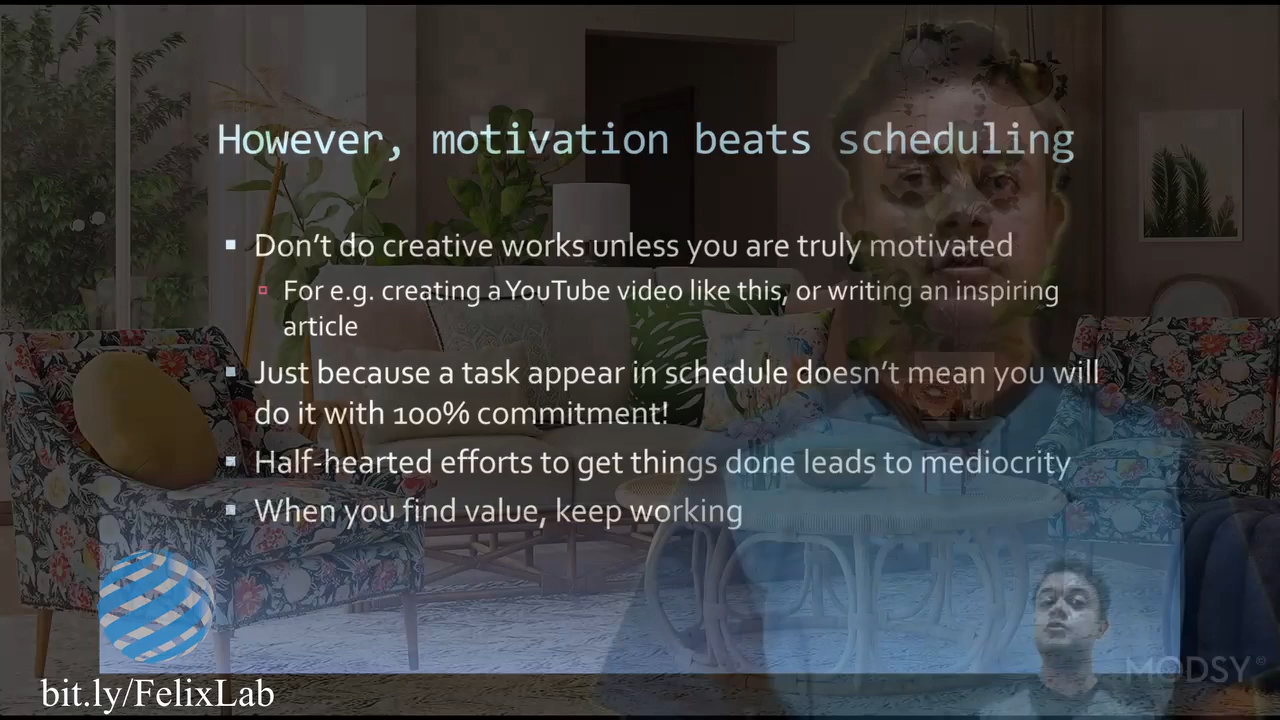 However, motivation beats scheduling
Don't do creative works unless you are truly motivated
For e.g. creating a YouTube video like this, or writing an inspiring
article
Just because a task appear in schedule doesn't mean you will
do it with 100% commitment!
Half-hearted efforts to get things done leads to mediocrity
When you find value, keep working
bit.ly/FelixLab
MODSY©